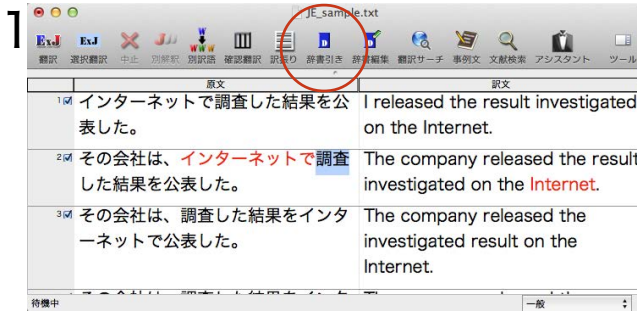 1
JE_sample.txt
ExJ ExJ JJJ W WWW D
翻訳 選択翻訳 中止 別解釈 別訳語 確認翻訳 訳振り 辞書引き 辞書編集 翻訳サーチ 事例文 文献検索 アシスタント ツール
原文 訳文
1 インターネットで調査した結果を公 I released the result investigated
表した。 on the Internet.
2 その会社は、インターネットで調査 The company released the result
した結果を公表した。 investigated on the Internet.
3 その会社は、調査した結果をインタ The company released the
ーネットで公表した。 investigated result on the
Internet.
待機中 一般